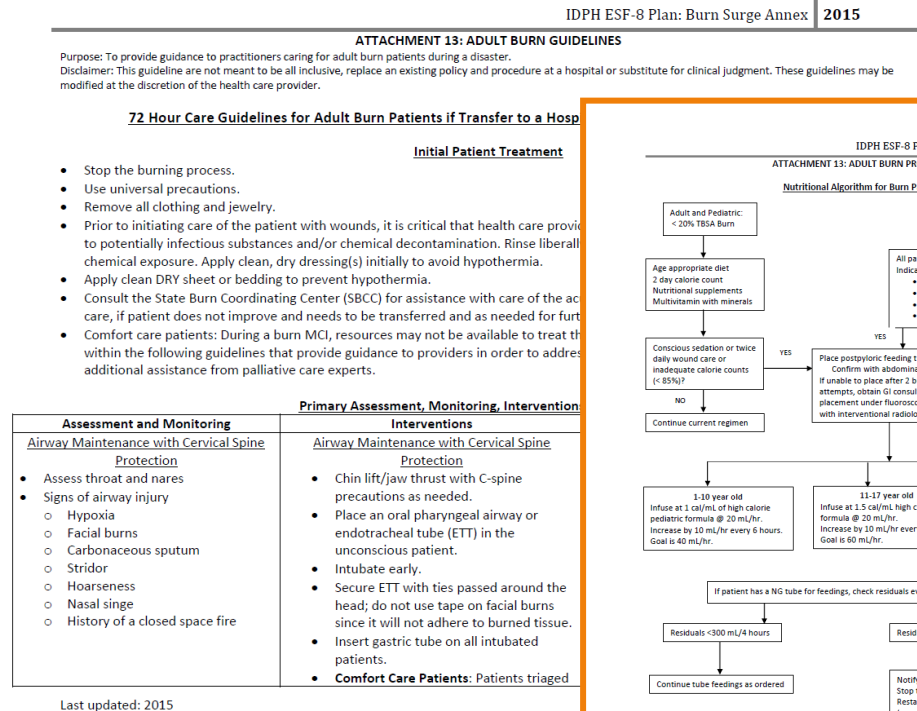 IDPH ESF-8 Plan: Burn Surge Annex 2015
ATTACHMENT 13: ADULT BURN GUIDELINES
Purpose: To provide guidance to practitioners caring for adult burn patients during a disaster.
Disclaimer: This guideline are not meant to be all inclusive, replace an existing policy and procedure at a hospital or substitute for clinical judgment. These guidelines may be
modified at the discretion of the health care provider.
72 Hour Care Guidelines for Adult Burn Patients if Transfer to a Hosp
Initial Patient Treatment
• Stop the burning process.
• Use universal precautions.
• Remove all clothing and jewelry.
• Prior to initiating care of the patient with wounds, it is critical that health care provi
to potentially infectious substances and/or chemical decontamination. Rinse liberall
chemical exposure. Apply clean, dry dressing(s) initially to avoid hypothermia.
• Apply clean DRY sheet or bedding to prevent hypothermia.
• Consult the State Burn Coordinating Center (SBCC) for assistance with care of the ac
care, if patient does not improve and needs to be transferred and as needed for furt
• Comfort care patients: During a burn MCI, resources may not be available to treat th
within the following guidelines that provide guidance to providers in order to addres
additional assistance from palliative care experts.
Primary Assessment, Monitoring, Intervention
Assessment and Monitoring
Airway Maintenance with Cervical Spine
Protection
• Assess throat and nares
• Signs of airway injury
o Hypoxia
o Facial burns
o Carbonaceous sputum
o Stridor
o Hoarseness
o Nasal singe
o History of a closed space fire
Interventions
Airway Maintenance with Cervical Spine
Protection
• Chin lift/jaw thrust with C-spine
precautions as needed.
• Place an oral pharyngeal airway or
endotracheal tube (ETT) in the
unconscious patient.
• Intubate early.
• Secure ETT with ties passed around the
head; do not use tape on facial burns
since it will not adhere to burned tissue.
• Insert gastric tube on all intubated
patients.
• Comfort Care Patients: Patients triaged
Last updated: 2015
IDPH ESF-8 P
ATTACHMENT 13: ADULT BURN PR
Nutritional Algorithm for Burn P
Adult and Pediatric:
< 20% TBSA Burn
Age appropriate diet
2 day calorie count
Nutritional supplements
Multivitamin with minerals
All pa
Indica
•
•
•
•
YES
Conscious sedation or twice
daily wound care or
inadequate calorie counts
(< 85%)?
YES
Place postpyloric feeding t
Confirm with abdomina
If unable to place after 2 b
attempts, obtain GI consul
placement under fluorosco
with interventional radiolo
NO
Continue current regimen
1-10 year old
Infuse at 1 cal/mL of high calorie
pediatric formula @ 20 mL/hr.
Increase by 10 mL/hr every 6 hours.
Goal is 40 mL/hr.
11-17 year old
Infuse at 1.5 cal/mL high c
formula @ 20 mL/hr.
Increase by 10 mL/hr ever
Goal is 60 mL/hr.
If patient has a NG tube for feedings, check residuals ev
Residuals <300 mL/4 hours
Resid
Continue tube feedings as ordered
Notif
Stop t
Resta